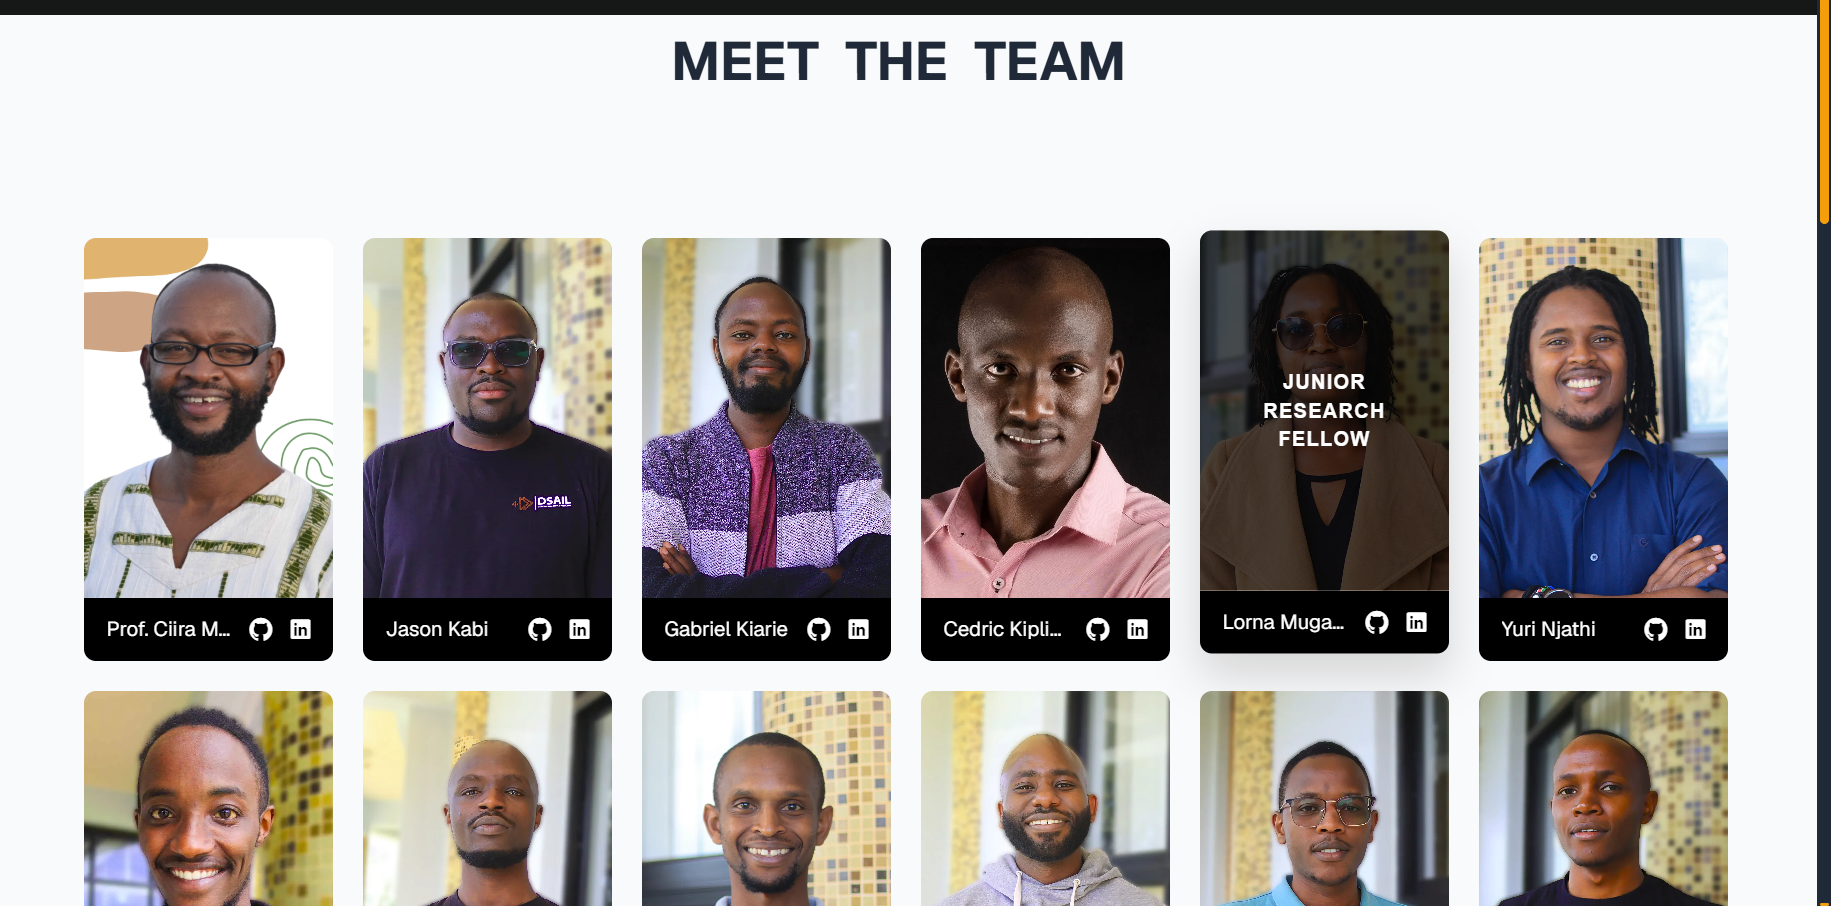 MEET THE TEAM
DSAIL
JUNIOR
RESEARCH
FELLOW
Prof. Ciira M...
Jason Kabi
Gabriel Kiarie
Cedric Kipli...
Lorna Muga...
Yuri Njathi